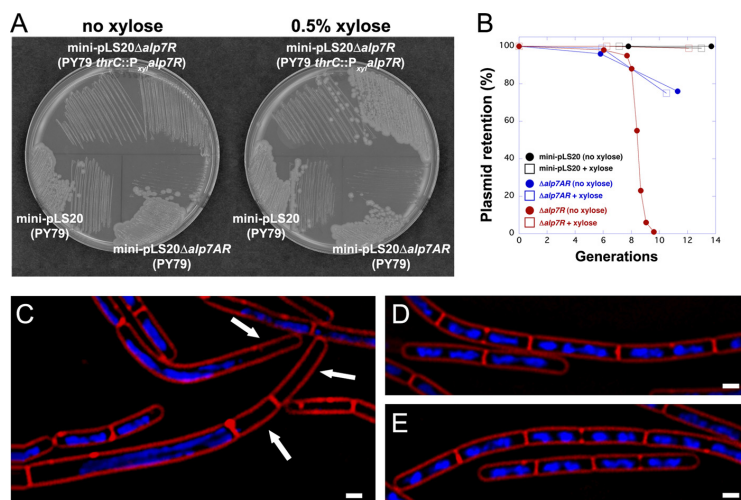 A
no xylose
0.5% xylose
mini-pLS20Δalp7R
(PY79 thrC::Pxylalp7R)
mini-pLS20Δalp7R
(PY79 thrC::Pxylalp7R)
mini-pLS20
(PY79)
mini-pLS20Δalp7AR
(PY79)
mini-pLS20
(PY79)
mini-pLS20Δalp7AR
(PY79)
B
Plasmid retention (%)
100
80
60
40
20
0
mini-pLS20 (no xylose)
mini-pLS20 + xylose
Δalp7AR (no xylose)
Δalp7AR + xylose
Δalp7R (no xylose)
Δalp7R + xylose
0 2 4 6 8 10 12 14
Generations
C
D
E